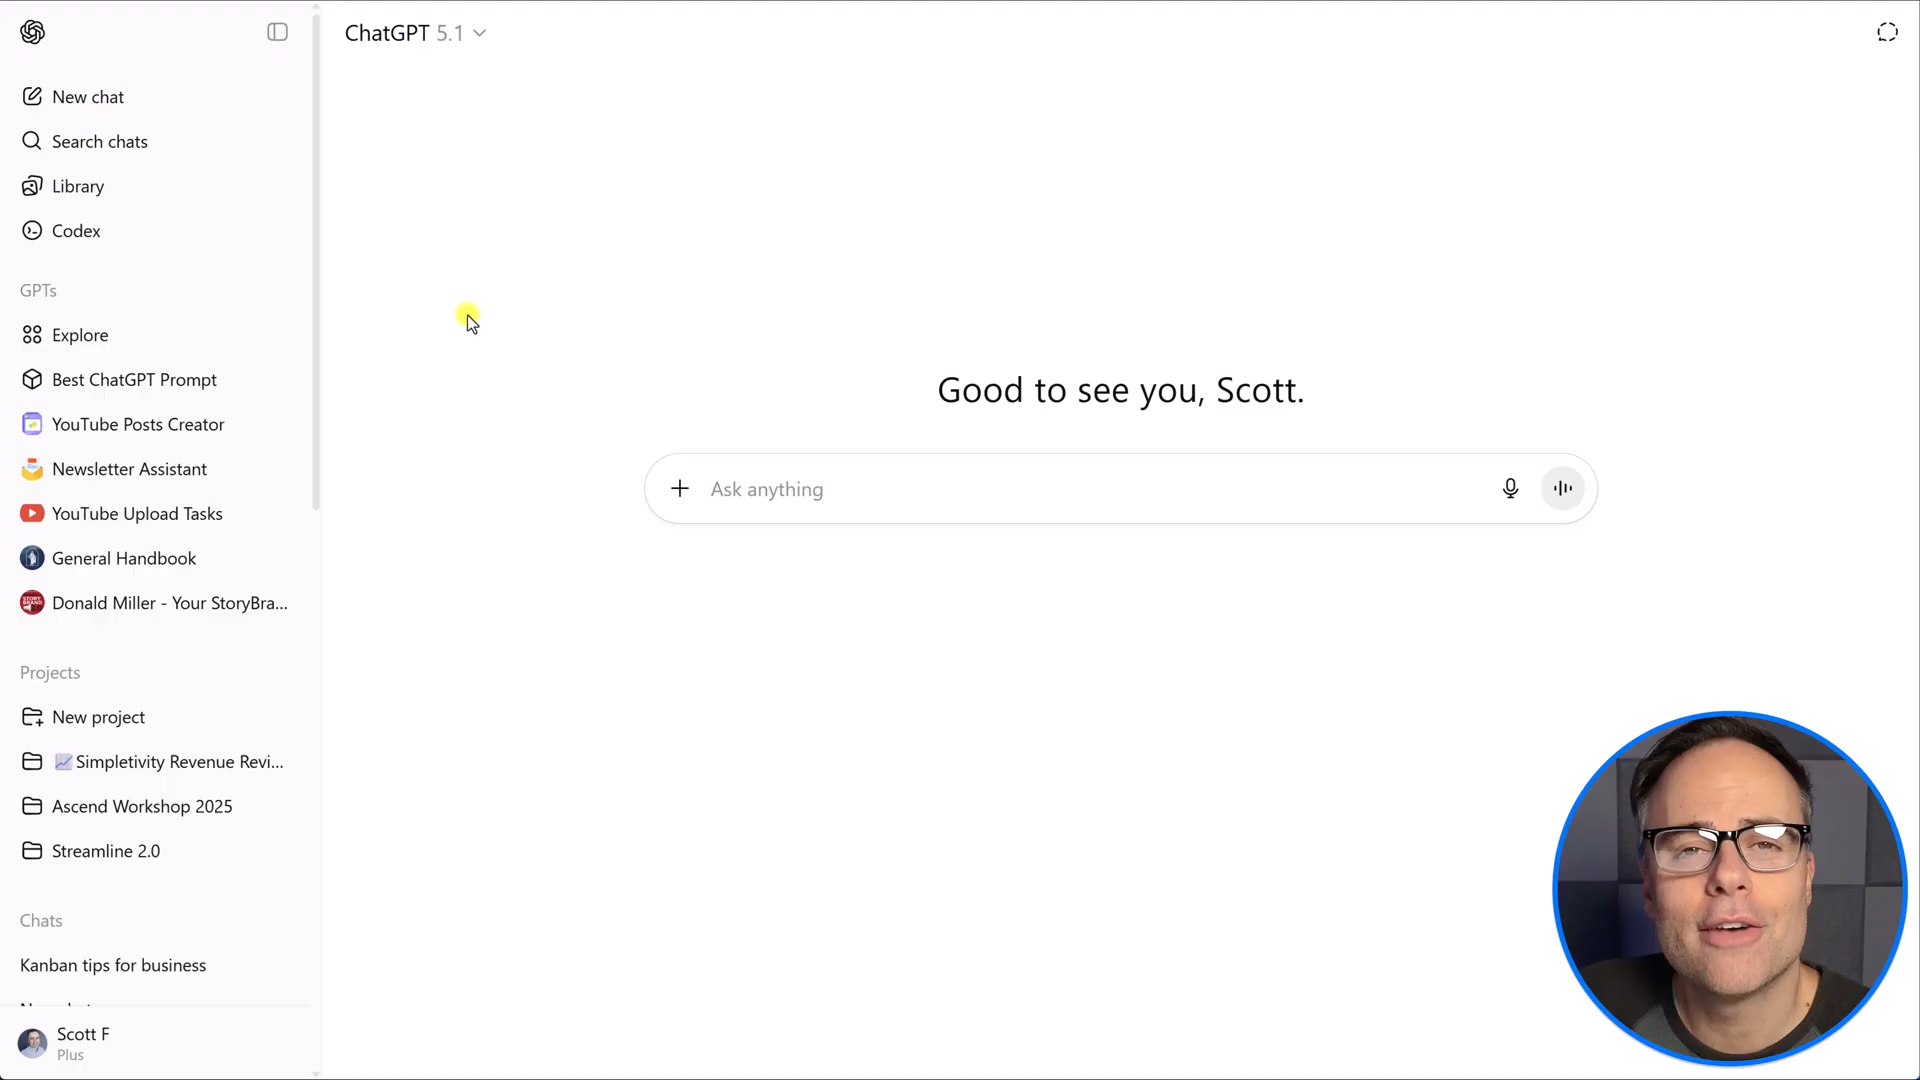 ChatGPT 5.1
New chat
Search chats
Library
Codex
GPTs
Explore
Best ChatGPT Prompt
YouTube Posts Creator
Newsletter Assistant
YouTube Upload Tasks
General Handbook
Donald Miller - Your StoryBra...
Projects
New project
Simpletivity Revenue Revi...
Ascend Workshop 2025
Streamline 2.0
Chats
Kanban tips for business
Scott F
Plus
Good to see you, Scott.
Ask anything